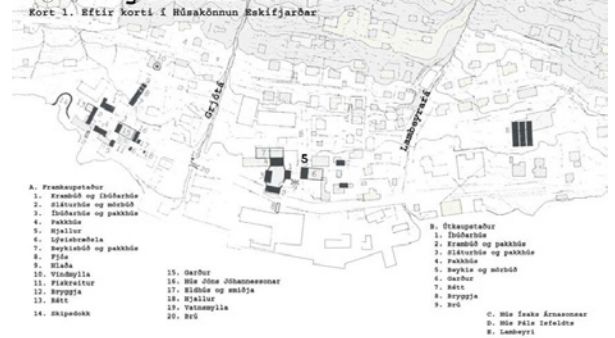 Kort 1. Eftir korti í Húsakönnun Eskifjarðar
Grjótá
Lambeyrará
5
A. Framkaupstaður
1. Krambúð og íbúðarhús
2. Sláturhús og mörbúð
3. Íbúðarhús og pakkhús
4. Pakkhús
5. Hjallur
6. Lýsisbræðsla
7. Beykisbúð og pakkhús
8. Fjós
9. Hlaða
10. Vindmylla
11. Fiskreitur
12. Bryggja
13. Rétt
14. Skipsdokk
15. Garður
16. Hús Jóns Jóhannessonar
17. Eldhús og smiðja
18. Hjallur
19. Vatnsmylla
20. Brú
B. Útkaupstaður
1. Íbúðarhús
2. Krambúð og pakkhús
3. Sláturhús og pakkhús
4. Pakkhús
5. Beykis og mörbúð
6. Garður
7. Rétt
8. Bryggja
9. Brú
C. Hús Ísaks Árnasonar
D. Hús Páls Ísfeldts
E. Lambeyri